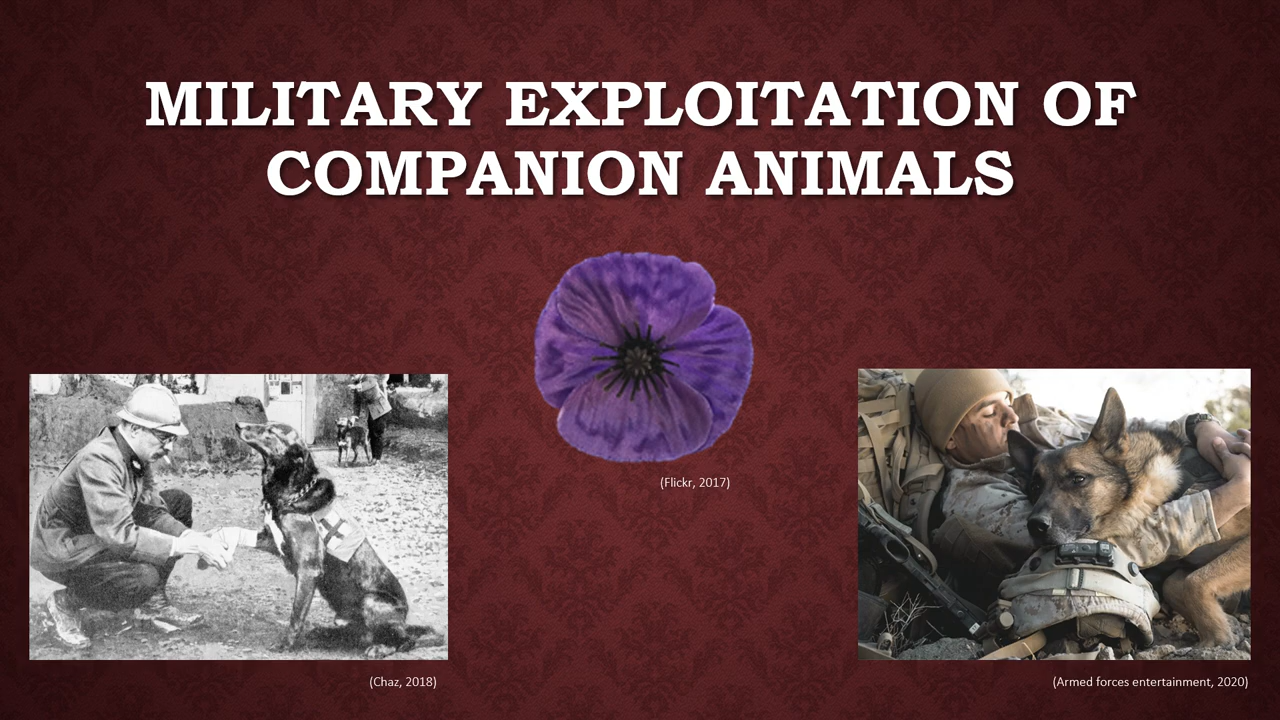 MILITARY EXPLOITATION OF
COMPANION ANIMALS
(Flickr, 2017)
(Chaz, 2018)
(Armed forces entertainment, 2020)